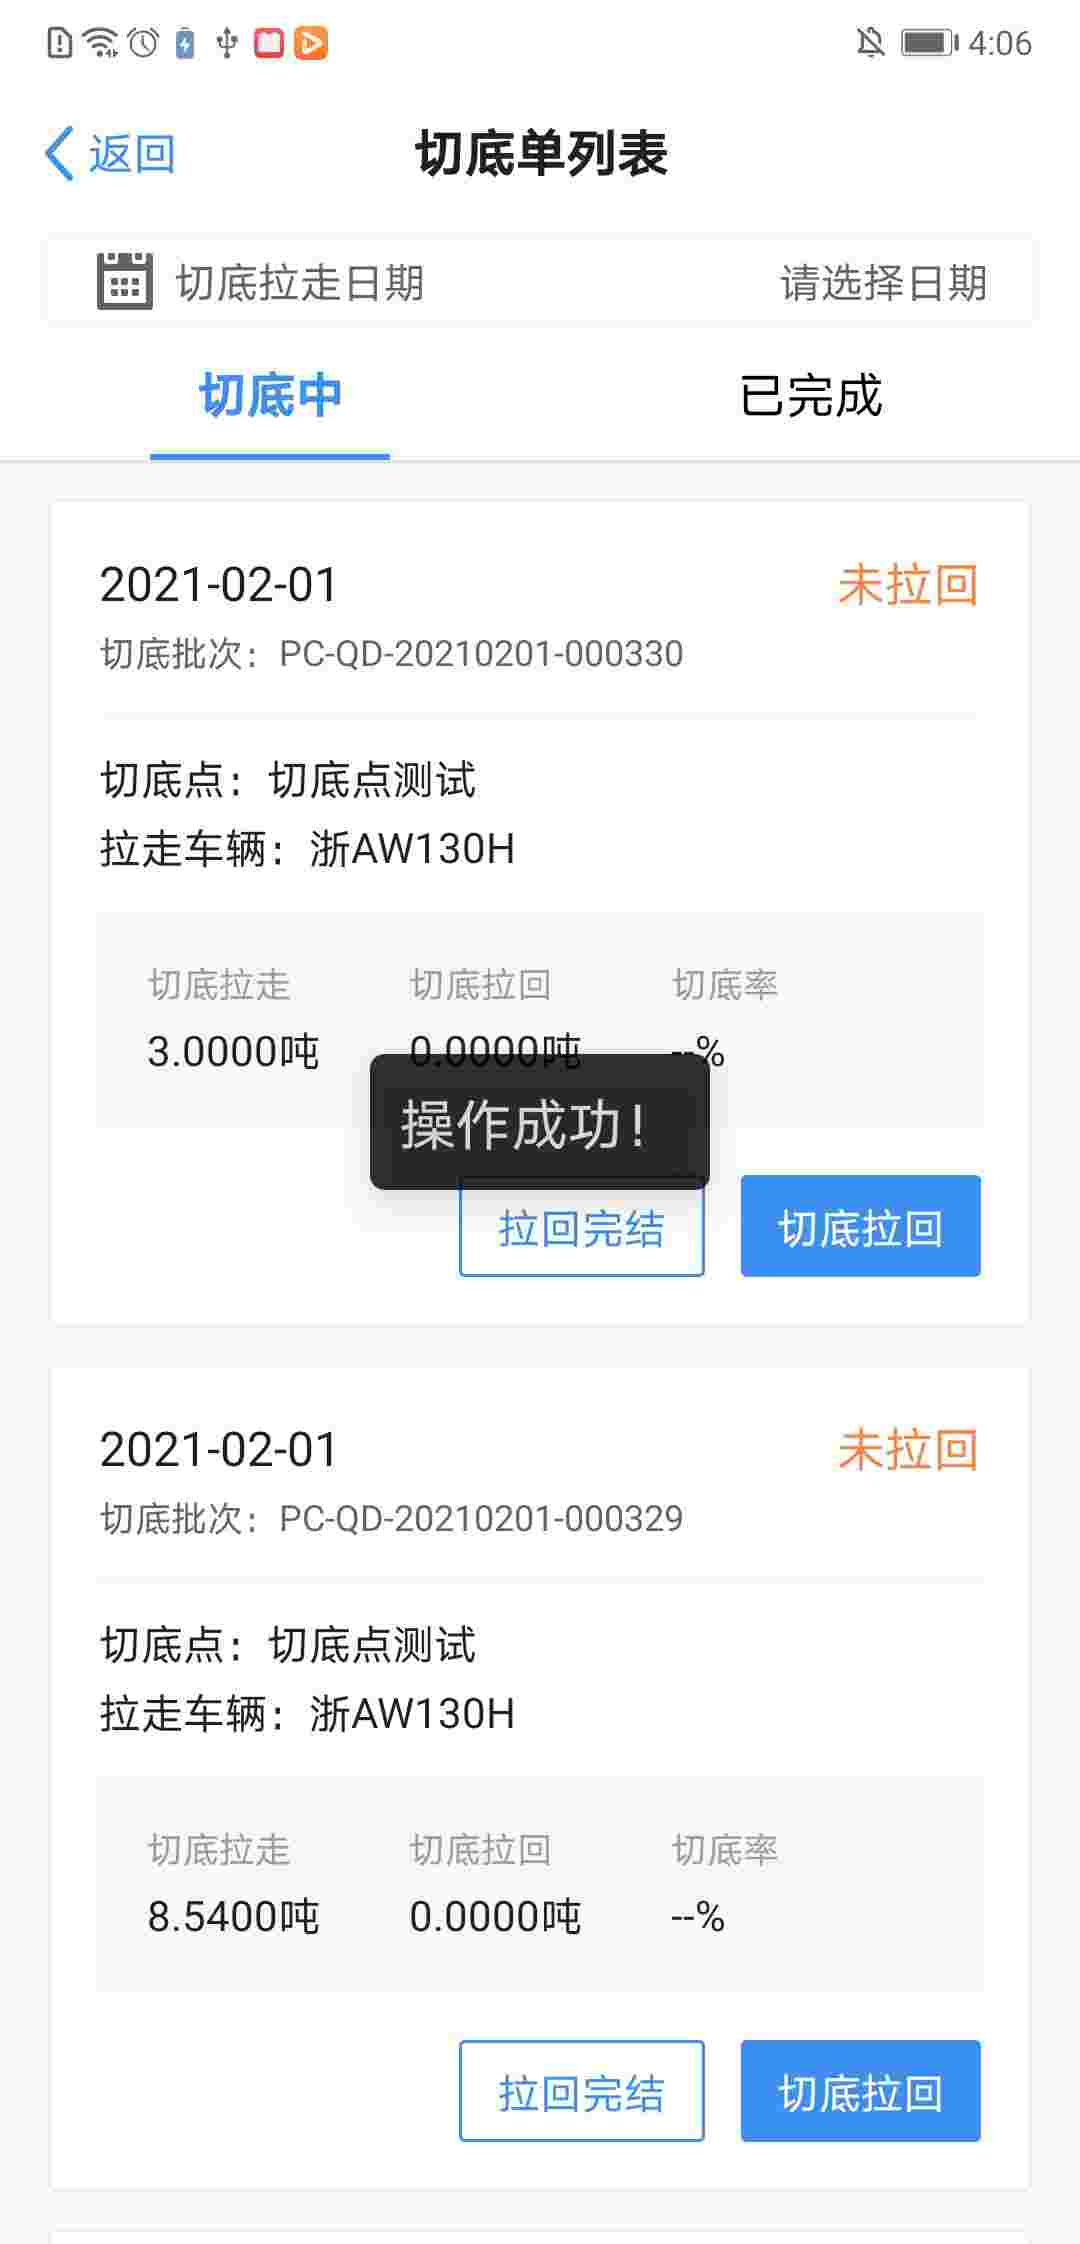 4:06
返回
切底单列表
切底拉走日期 请选择日期
切底中 已完成
2021-02-01 未拉回
切底批次：PC-QD-20210201-000330
切底点：切底点测试
拉走车辆：浙AW130H
切底拉走 切底拉回 切底率
3.0000吨 0.0000吨 --%
操作成功！
拉回完结 切底拉回
2021-02-01 未拉回
切底批次：PC-QD-20210201-000329
切底点：切底点测试
拉走车辆：浙AW130H
切底拉走 切底拉回 切底率
8.5400吨 0.0000吨 --%
拉回完结 切底拉回